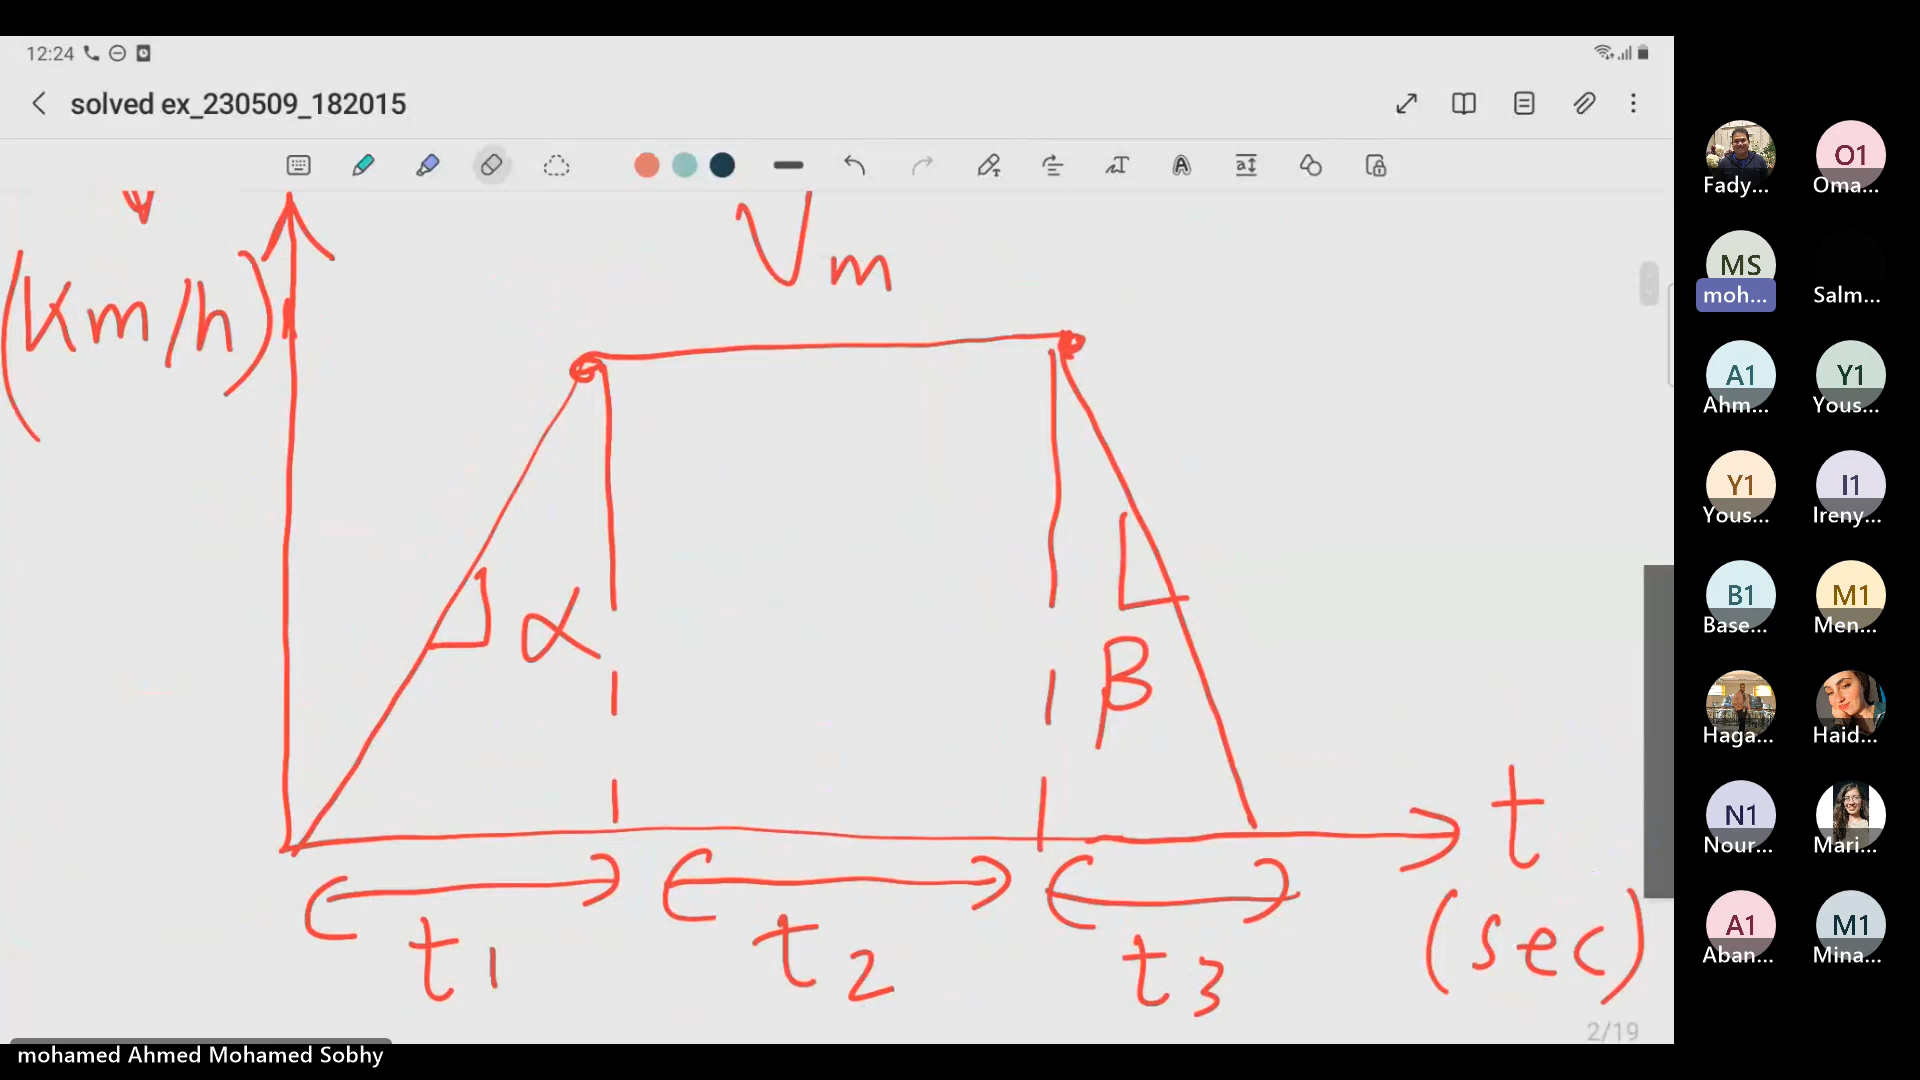 12:24
solved ex_230509_182015
Vm
(Km/h)
α
β
t
(sec)
t1
t2
t3
2/19
mohamed Ahmed Mohamed Sobhy
Fady...
O1
Oma...
MS
moh...
Salm...
A1
Ahm...
Y1
Yous...
Y1
Yous...
I1
Ireny...
B1
Base...
M1
Men...
Haga...
Haid...
N1
Nour...
Mari...
A1
Aban...
M1
Mina...